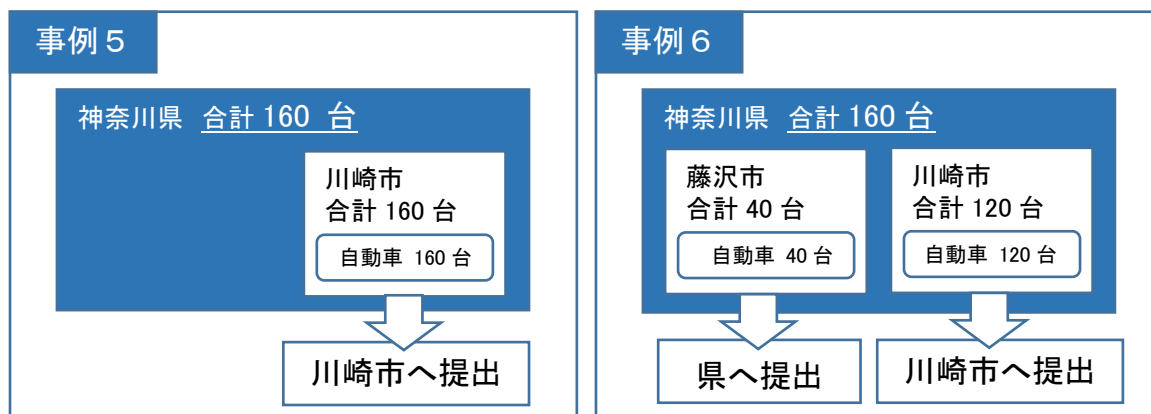 事例５
神奈川県 合計 160 台
川崎市
合計 160 台
自動車 160 台
川崎市へ提出
事例６
神奈川県 合計 160 台
藤沢市
合計 40 台
自動車 40 台
県へ提出
川崎市
合計 120 台
自動車 120 台
川崎市へ提出